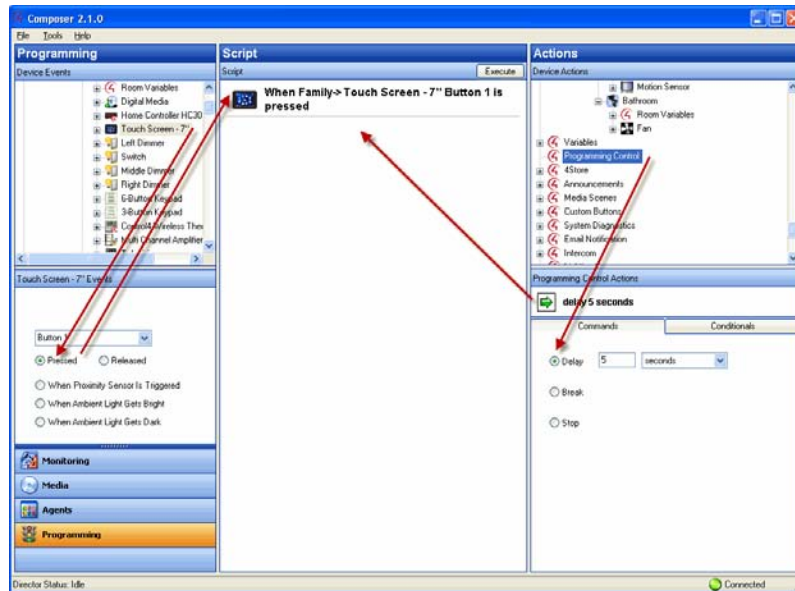 Composer 2.1.0
File Tools Help
Programming
Device Events
Room Variables
Digital Media
Home Controller HC30
Touch Screen - 7"
Left Dimmer
Switch
Middle Dimmer
Right Dimmer
6-Button Keypad
3-Button Keypad
Control4 Wireless Ther
Multi Channel Amplifier
Touch Screen - 7" Events
Button 1
Pressed Released
When Proximity Sensor Is Triggered
When Ambient Light Gets Bright
When Ambient Light Gets Dark
Monitoring
Media
Agents
Programming
Director Status: Idle
Script
Script Execute
When Family-> Touch Screen - 7" Button 1 is
pressed
Actions
Device Actions
Motion Sensor
Bathroom
Room Variables
Fan
Variables
Programming Control
4Store
Announcements
Media Scenes
Custom Buttons
System Diagnostics
Email Notification
Intercom
Programming Control Actions
delay 5 seconds
Commands Conditionals
Delay 5 seconds
Break
Stop
Connected